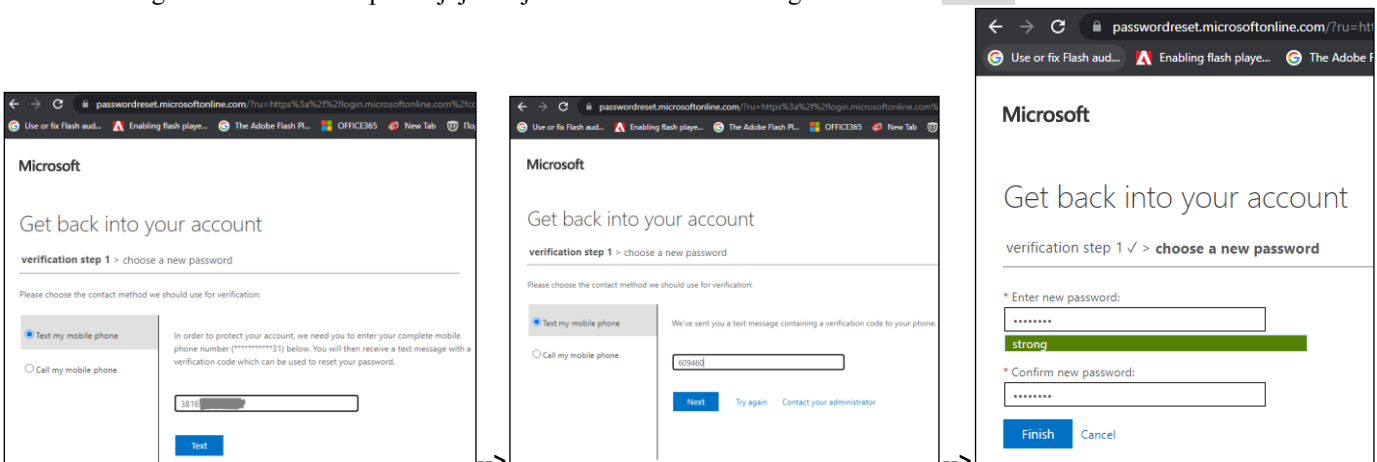 passwordreset.microsoftonline.com/?ru=htt
Use or fix Flash aud... Enabling flash playe... The Adobe F
Microsoft
Get back into your account
verification step 1 ✓ > choose a new password
* Enter new password:
........
strong
* Confirm new password:
........
Finish Cancel
passwordreset.microsoftonline.com/?ru=https%3a%2f%2flogin.microsoftonline.com%2fcc
Use or fix Flash aud... Enabling flash playe... The Adobe Flash PL... OFFICE365 New Tab
Microsoft
Get back into your account
verification step 1 > choose a new password
Please choose the contact method we should use for verification:
Text my mobile phone
Call my mobile phone
In order to protect your account, we need you to enter your complete mobile
phone number (***********31) below. You will then receive a text message with a
verification code which can be used to reset your password.
3816
Text
-->
passwordreset.microsoftonline.com/?ru=https%3a%2f%2flogin.microsoftonline.com%
Use or fix Flash aud... Enabling flash playe... The Adobe Flash PL... OFFICE365 New Tab
Microsoft
Get back into your account
verification step 1 > choose a new password
Please choose the contact method we should use for verification:
Text my mobile phone
Call my mobile phone
We've sent you a text message containing a verification code to your phone.
609460
Next Try again Contact your administrator
-->